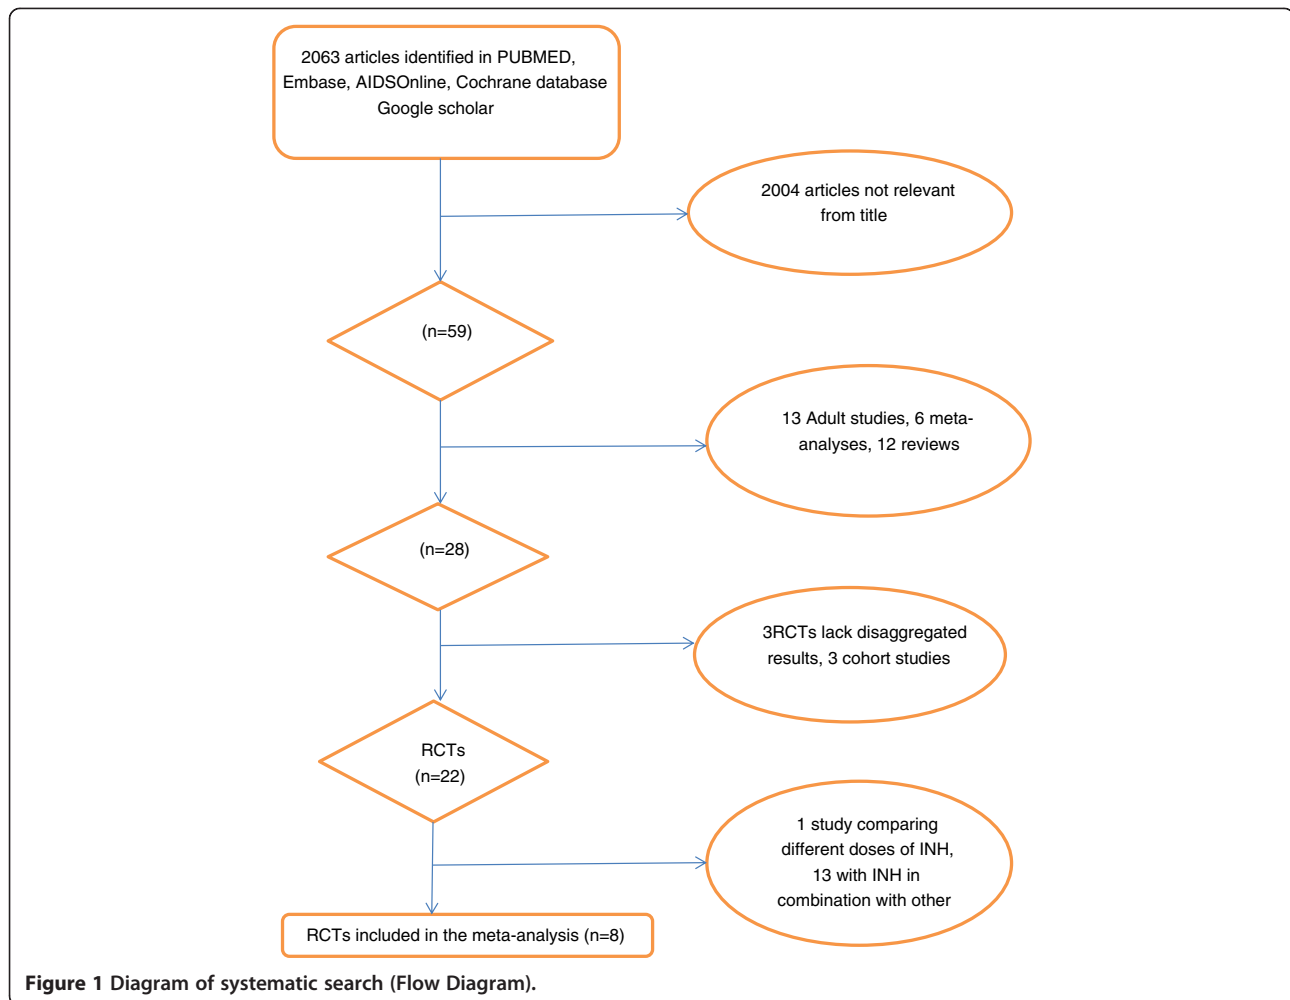 2063 articles identified in PUBMED,
Embase, AIDSOnline, Cochrane database
Google scholar
2004 articles not relevant
from title
(n=59)
13 Adult studies, 6 meta-
analyses, 12 reviews
(n=28)
3RCTs lack disaggregated
results, 3 cohort studies
RCTs
(n=22)
1 study comparing
different doses of INH,
13 with INH in
combination with other
RCTs included in the meta-analysis (n=8)
Figure 1 Diagram of systematic search (Flow Diagram).